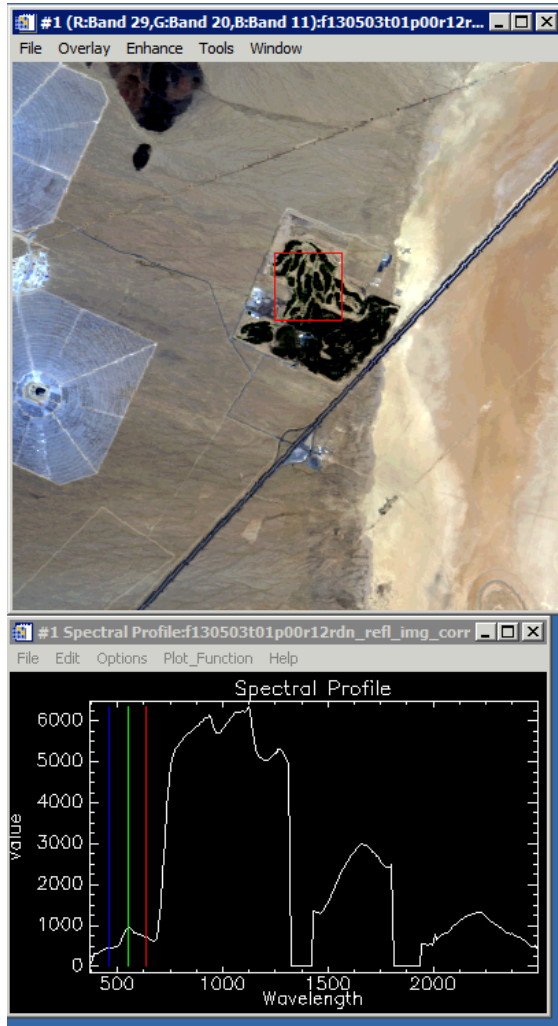 #1 (R:Band 29,G:Band 20,B:Band 11):f130503t01p00r12r...
File Overlay Enhance Tools Window
#1 Spectral Profile:f130503t01p00r12rdn_refl_img_corr
File Edit Options Plot_Function Help
Spectral Profile
6000
5000
4000
3000
2000
1000
0
Value
500 1000 1500 2000
Wavelength